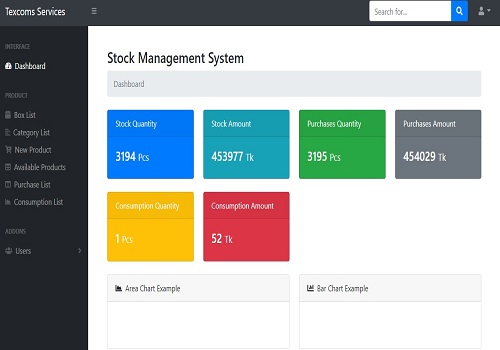 Texcoms Services
Search for...
INTERFACE
Dashboard
PRODUCT
Box List
Category List
New Product
Available Products
Purchase List
Consumption List
ADDONS
Users
Stock Management System
Dashboard
Stock Quantity
3194 Pcs
Stock Amount
453977 Tk
Purchases Quantity
3195 Pcs
Purchases Amount
454029 Tk
Consumption Quantity
1 Pcs
Consumption Amount
52 Tk
Area Chart Example
Bar Chart Example